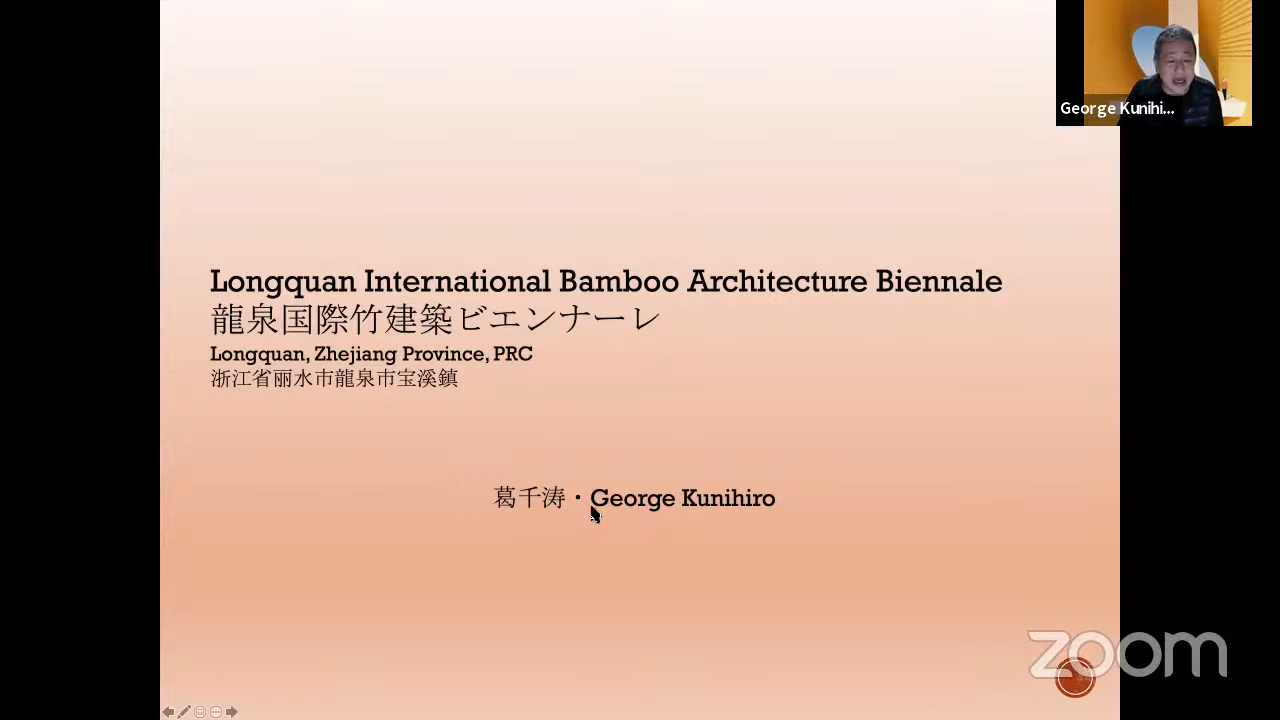 George Kunihi...
Longquan International Bamboo Architecture Biennale
龍泉国際竹建築ビエンナーレ
Longquan, Zhejiang Province, PRC
浙江省丽水市龍泉市宝溪鎮
葛千涛・George Kunihiro
zoom